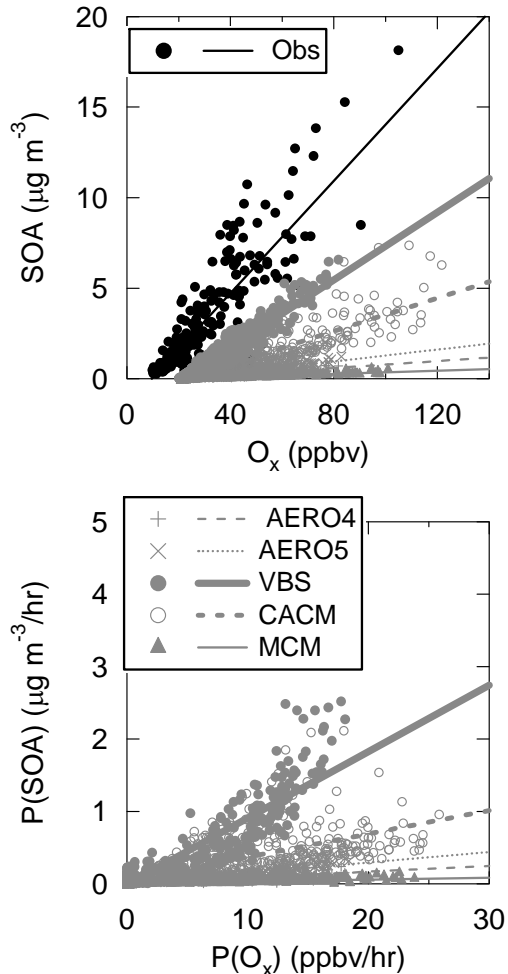 20
Obs
15
SOA (μg m⁻³)
10
5
0
0 40 80 120
Oₓ (ppbv)
5
AERO4
AERO5
4
VBS
CACM
3
MCM
P(SOA) (μg m⁻³/hr)
2
1
0
0 10 20 30
P(Oₓ) (ppbv/hr)